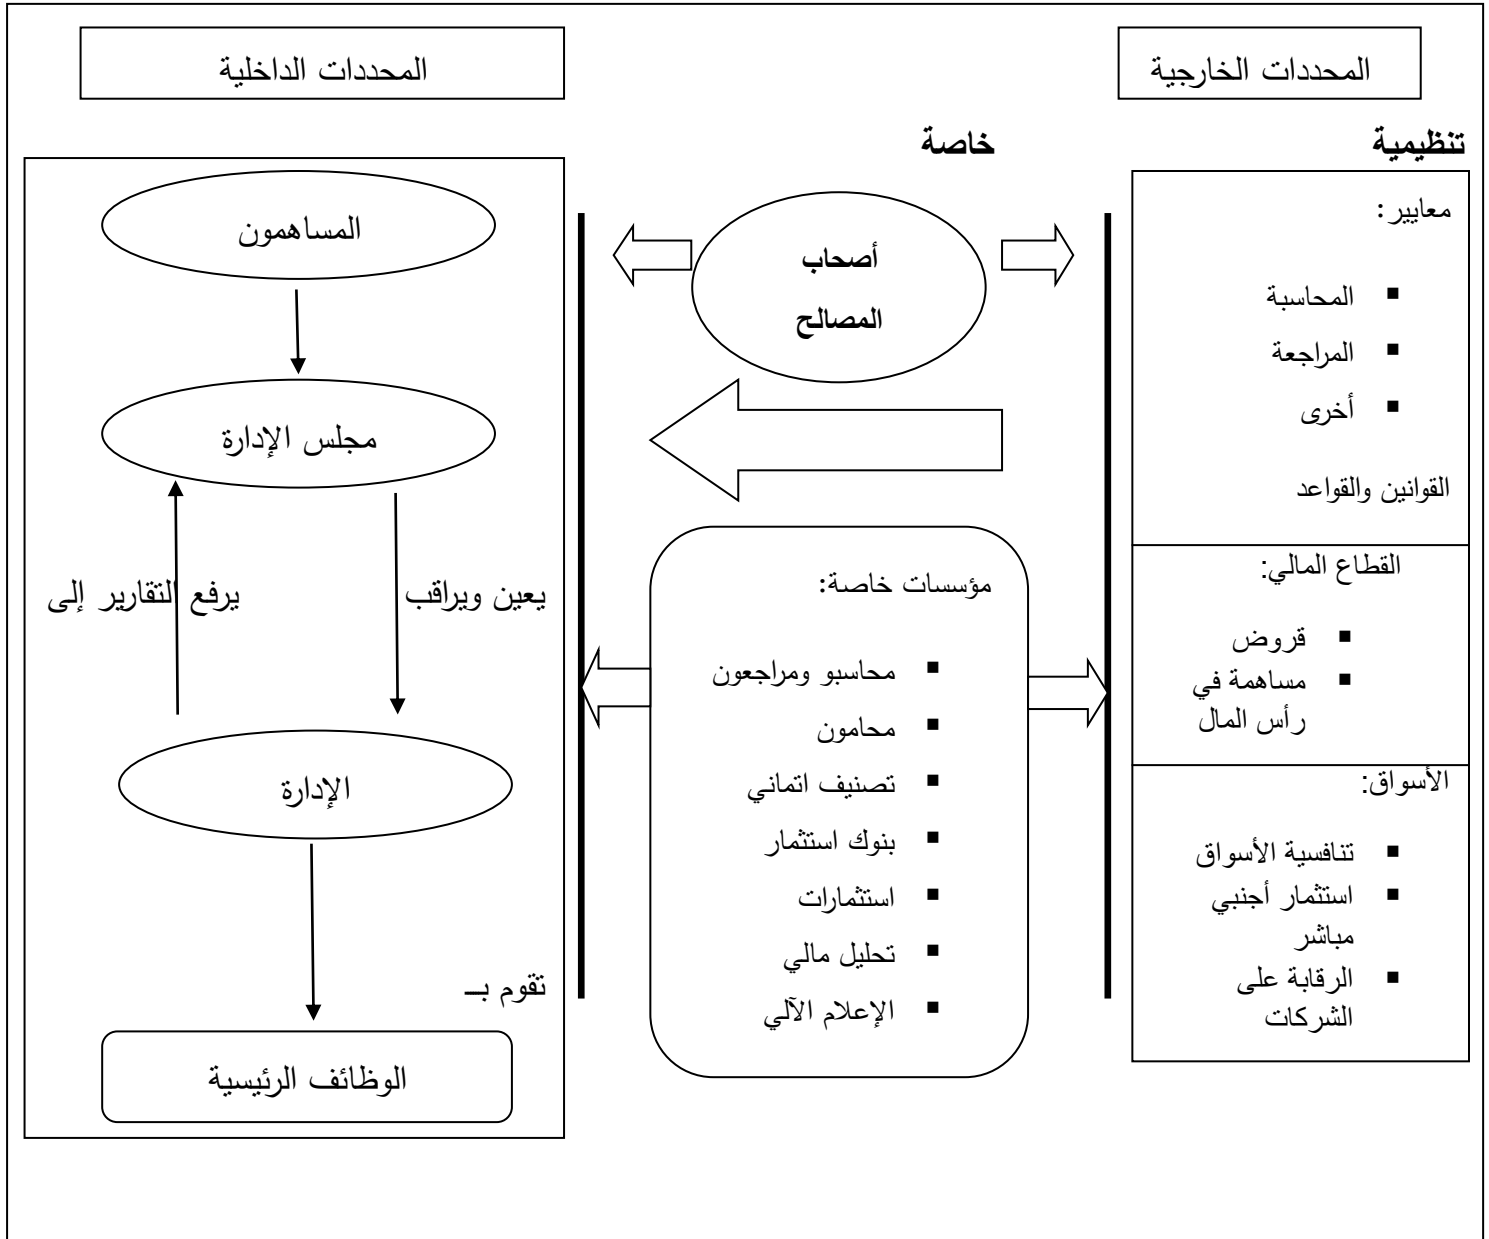 المحددات الخارجية
المحددات الداخلية
تنظيمية
معايير:
▪ المحاسبة
▪ المراجعة
▪ أخرى
القوانين والقواعد
القطاع المالي:
▪ قروض
▪ مساهمة في
رأس المال
الأسواق:
▪ تنافسية الأسواق
▪ استثمار أجنبي
مباشر
▪ الرقابة على
الشركات
خاصة
أصحاب
المصالح
مؤسسات خاصة:
▪ محاسبو ومراجعون
▪ محامون
▪ تصنيف اتماني
▪ بنوك استثمار
▪ استثمارات
▪ تحليل مالي
▪ الإعلام الآلي
المساهمون
مجلس الإدارة
يعين ويراقب
يرفع التقارير إلى
الإدارة
تقوم بـ
الوظائف الرئيسية